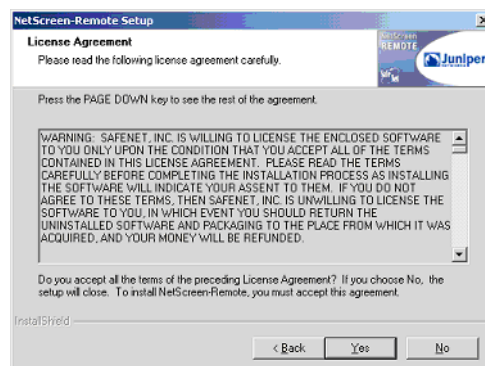 NetScreen-Remote Setup
License Agreement
Please read the following license agreement carefully.
NetScreen
REMOTE
Juniper
Press the PAGE DOWN key to see the rest of the agreement.
WARNING: SAFENET, INC. IS WILLING TO LICENSE THE ENCLOSED SOFTWARE
TO YOU ONLY UPON THE CONDITION THAT YOU ACCEPT ALL OF THE TERMS
CONTAINED IN THIS LICENSE AGREEMENT. PLEASE READ THE TERMS
CAREFULLY BEFORE COMPLETING THE INSTALLATION PROCESS AS INSTALLING
THE SOFTWARE WILL INDICATE YOUR ASSENT TO THEM. IF YOU DO NOT
AGREE TO THESE TERMS, THEN SAFENET, INC. IS UNWILLING TO LICENSE THE
SOFTWARE TO YOU, IN WHICH EVENT YOU SHOULD RETURN THE
UNINSTALLED SOFTWARE AND PACKAGING TO THE PLACE FROM WHICH IT WAS
ACQUIRED, AND YOUR MONEY WILL BE REFUNDED.
Do you accept all the terms of the preceding License Agreement? If you choose No, the
setup will close. To install NetScreen-Remote, you must accept this agreement.
InstallShield
< Back
Yes
No